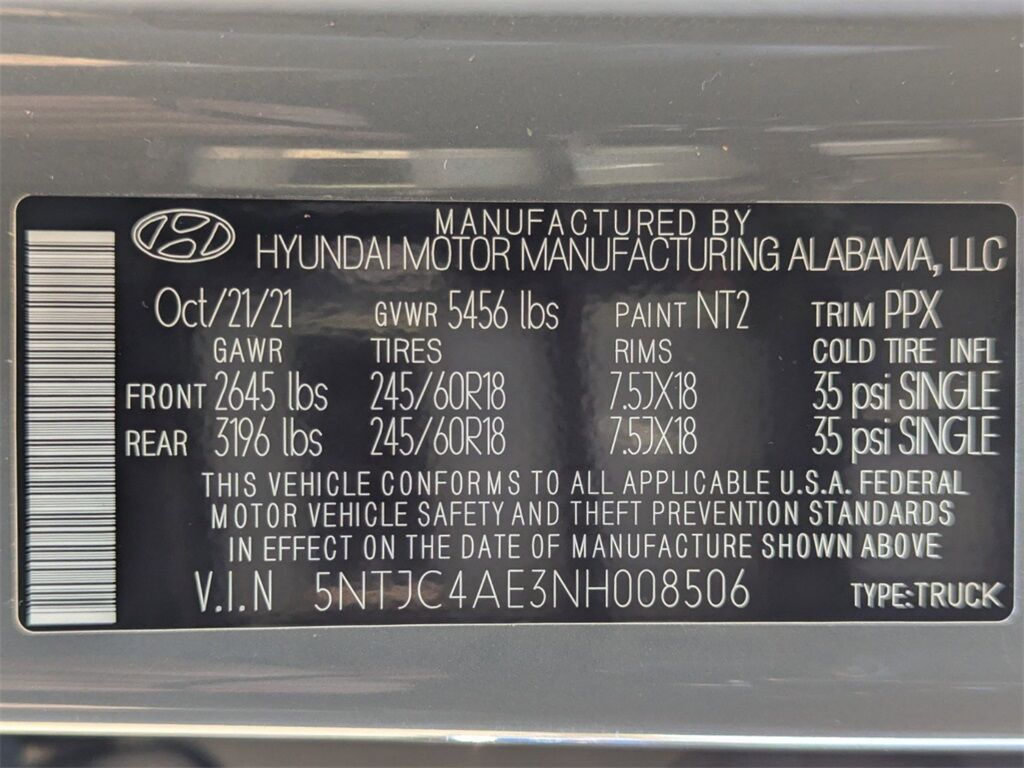 MANUFACTURED BY
HYUNDAI MOTOR MANUFACTURING ALABAMA, LLC
Oct/21/21 GVWR 5456 lbs PAINT NT2 TRIM PPX
GAWR TIRES RIMS COLD TIRE INFL
FRONT 2645 lbs 245/60R18 7.5JX18 35 psi SINGLE
REAR 3196 lbs 245/60R18 7.5JX18 35 psi SINGLE
THIS VEHICLE CONFORMS TO ALL APPLICABLE U.S.A. FEDERAL
MOTOR VEHICLE SAFETY AND THEFT PREVENTION STANDARDS
IN EFFECT ON THE DATE OF MANUFACTURE SHOWN ABOVE
V.I.N 5NTJC4AE3NH008506 TYPE:TRUCK